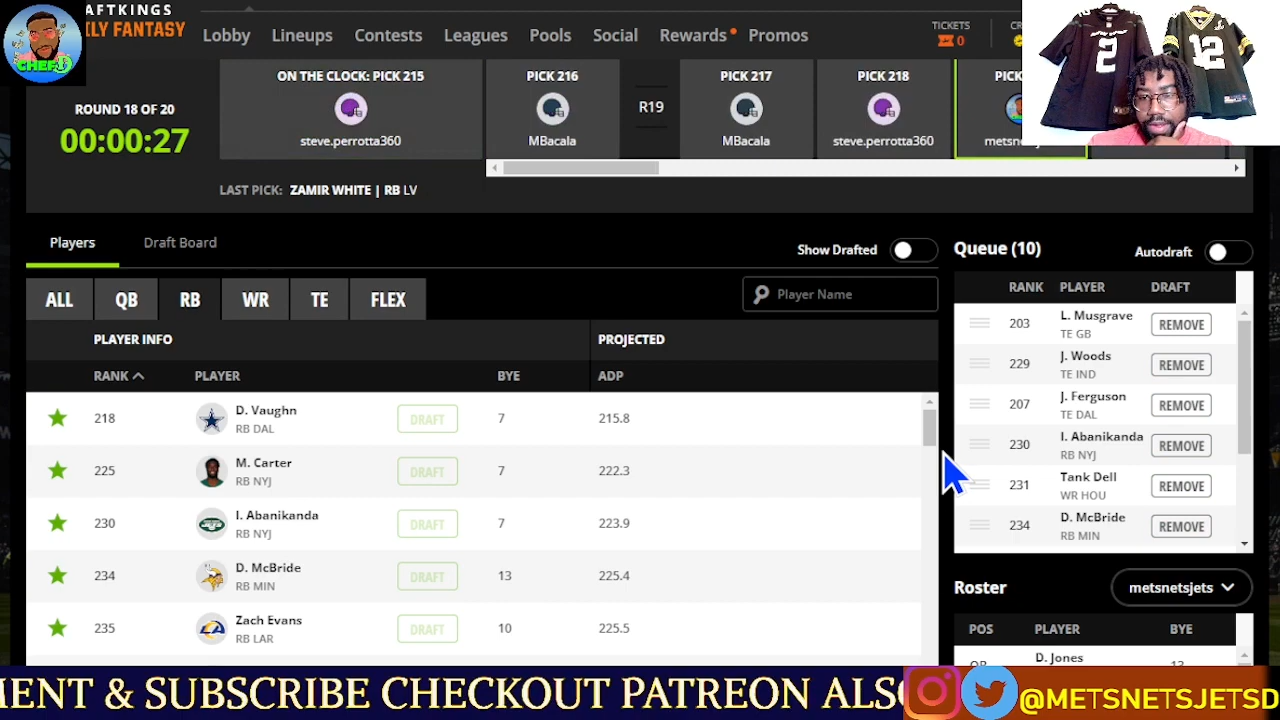 AFTKINGS
ILY FANTASY
CHEF
Lobby Lineups Contests Leagues Pools Social Rewards Promos
TICKETS
0
ROUND 18 OF 20
00:00:27
ON THE CLOCK: PICK 215
steve.perrotta360
PICK 216
MBacala
R19
PICK 217
MBacala
PICK 218
steve.perrotta360
PICK
2
12
LAST PICK: ZAMIR WHITE | RB LV
Players Draft Board
Show Drafted
Queue (10)
Autodraft
ALL QB RB WR TE FLEX
Player Name
PLAYER INFO PROJECTED
RANK PLAYER BYE ADP
218 D. Vaughn RB DAL DRAFT 7 215.8
225 M. Carter RB NYJ DRAFT 7 222.3
230 I. Abanikanda RB NYJ DRAFT 7 223.9
234 D. McBride RB MIN DRAFT 13 225.4
235 Zach Evans RB LAR DRAFT 10 225.5
RANK PLAYER DRAFT
203 L. Musgrave TE GB REMOVE
229 J. Woods TE IND REMOVE
207 J. Ferguson TE DAL REMOVE
230 I. Abanikanda RB NYJ REMOVE
231 Tank Dell WR HOU REMOVE
234 D. McBride RB MIN REMOVE
Roster
metsnetsjets
POS PLAYER BYE
D. Jones
MENT & SUBSCRIBE CHECKOUT PATREON ALSO
@METSNETSJETSD